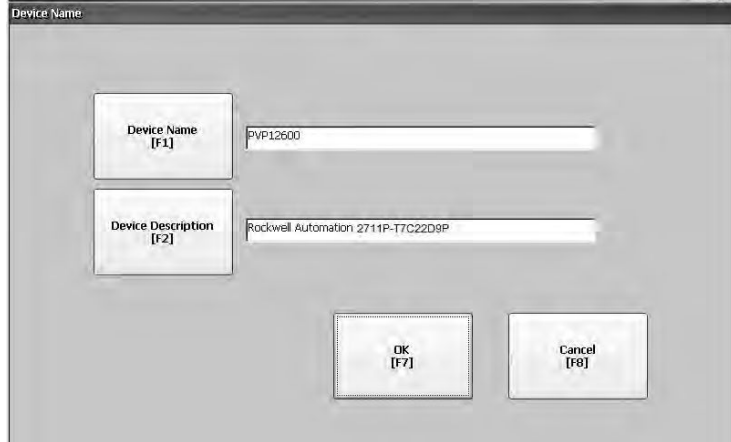 Device Name
Device Name
[F1]
PVP12600
Device Description
[F2]
Rockwell Automation 2711P-T7C22D9P
OK
[F7]
Cancel
[F8]